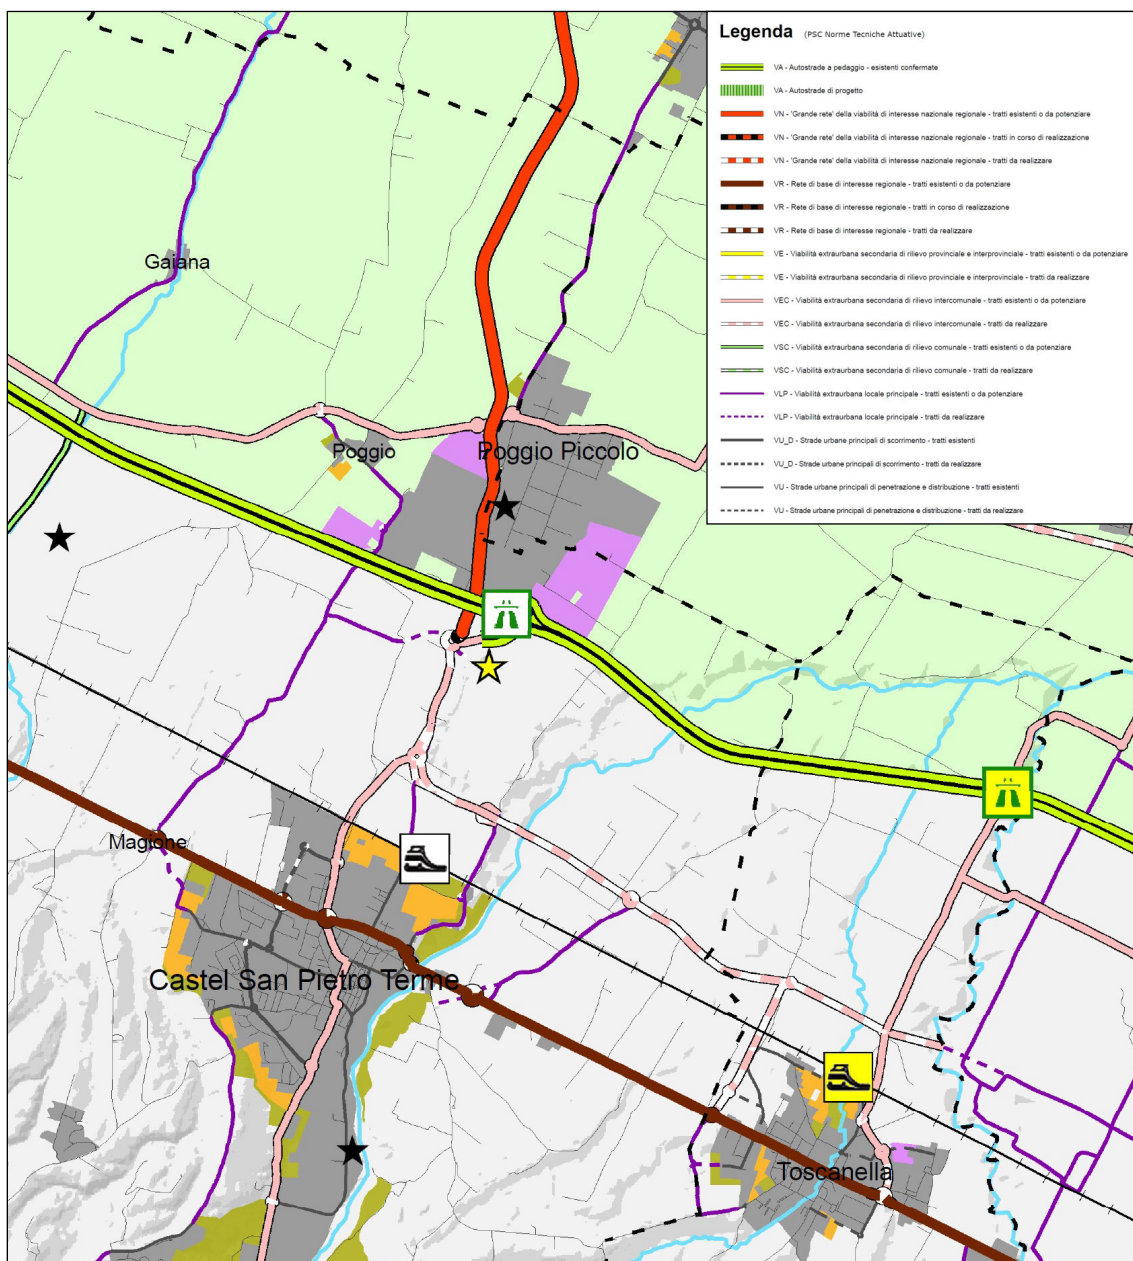 Legenda (PSC Norme Tecniche Attuative)
VA - Autostrade a pedaggio - esistenti confermate
VA - Autostrade di progetto
VN - 'Grande rete' della viabilità di interesse nazionale regionale - tratti esistenti o da potenziare
VN - 'Grande rete' della viabilità di interesse nazionale regionale - tratti in corso di realizzazione
VN - 'Grande rete' della viabilità di interesse nazionale regionale - tratti da realizzare
VR - Rete di base di interesse regionale - tratti esistenti o da potenziare
VR - Rete di base di interesse regionale - tratti in corso di realizzazione
VR - Rete di base di interesse regionale - tratti da realizzare
VE - Viabilità extraurbana secondaria di rilievo provinciale e interprovinciale - tratti esistenti o da potenziare
VE - Viabilità extraurbana secondaria di rilievo provinciale e interprovinciale - tratti da realizzare
VEC - Viabilità extraurbana secondaria di rilievo intercomunale - tratti esistenti o da potenziare
VEC - Viabilità extraurbana secondaria di rilievo intercomunale - tratti da realizzare
VSC - Viabilità extraurbana secondaria di rilievo comunale - tratti esistenti o da potenziare
VSC - Viabilità extraurbana secondaria di rilievo comunale - tratti da realizzare
VLP - Viabilità extraurbana locale principale - tratti esistenti o da potenziare
VLP - Viabilità extraurbana locale principale - tratti da realizzare
VU_D - Strade urbane principali di scorrimento - tratti esistenti
VU_D - Strade urbane principali di scorrimento - tratti da realizzare
VU - Strade urbane principali di penetrazione e distribuzione - tratti esistenti
VU - Strade urbane principali di penetrazione e distribuzione - tratti da realizzare
Gaiana
Poggio
Poggio Piccolo
Magione
Castel San Pietro Terme
Toscanella